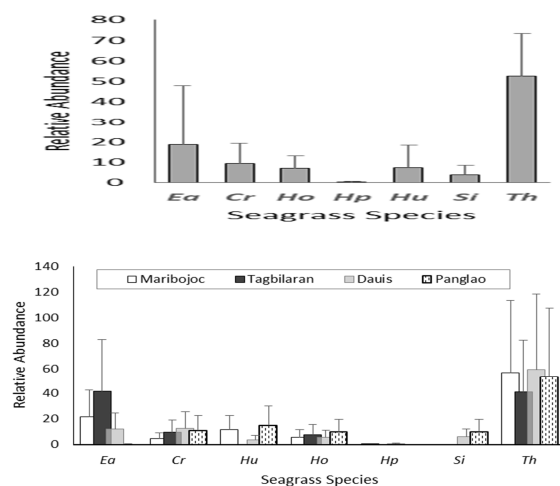 80
70
60
50
40
30
20
10
0
Relative Abundance
Ea Cr Ho Hp Hu Si Th
Seagrass Species
140
120
100
80
60
40
20
0
Relative Abundance
Maribojoc Tagbilaran Dauis Panglao
Ea Cr Hu Ho Hp Si Th
Seagrass Species